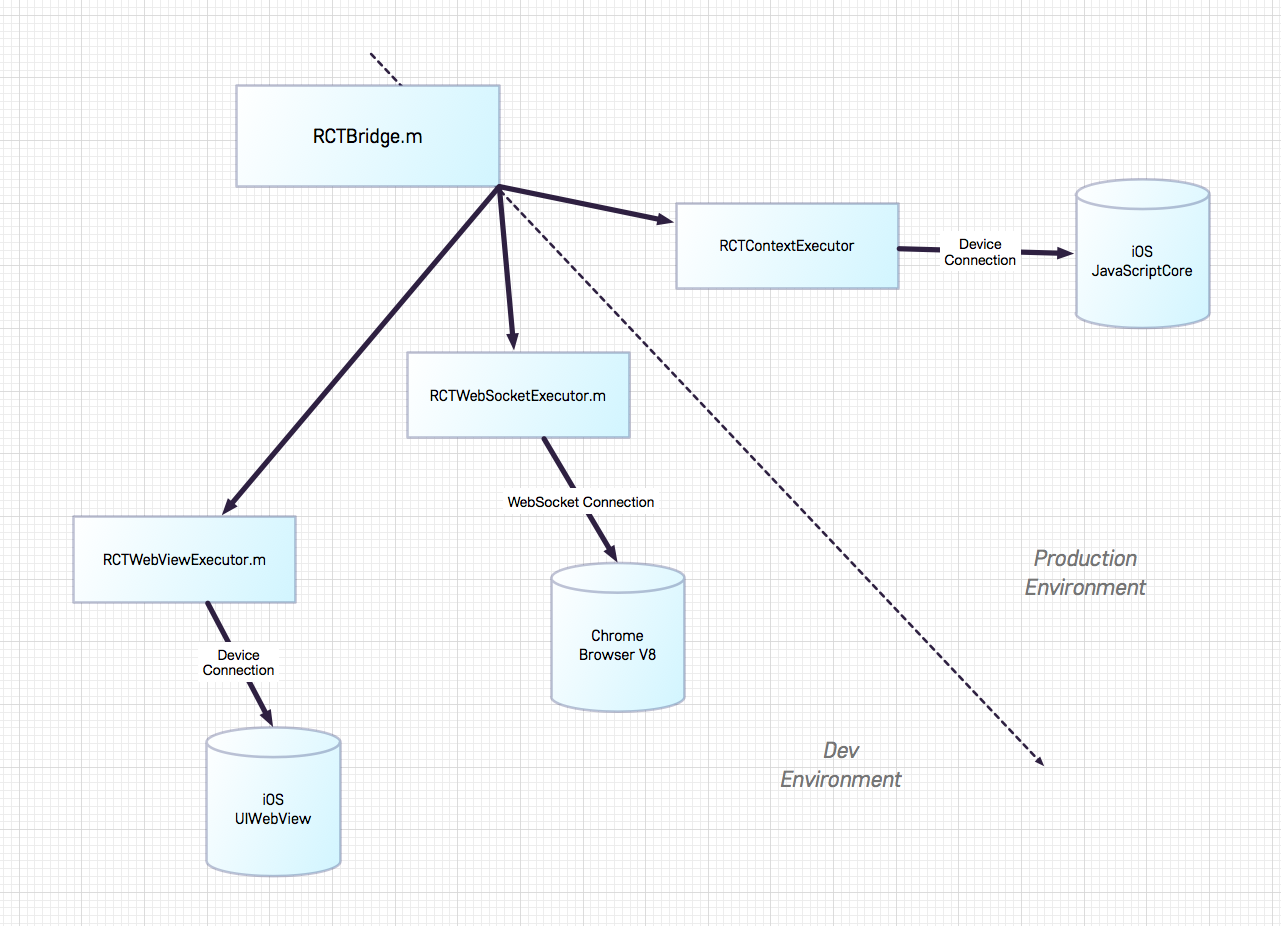 RCTBridge.m
RCTContextExecutor
Device
Connection
iOS
JavaScriptCore
RCTWebSocketExecutor.m
WebSocket Connection
RCTWebViewExecutor.m
Production
Environment
Chrome
Browser V8
Device
Connection
Dev
Environment
iOS
UIWebView